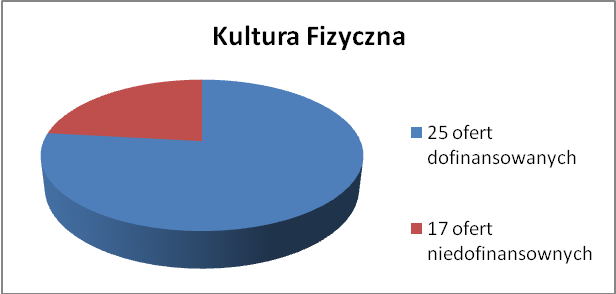 Kultura Fizyczna
25 ofert
dofinansowanych
17 ofert
niedofinansownych